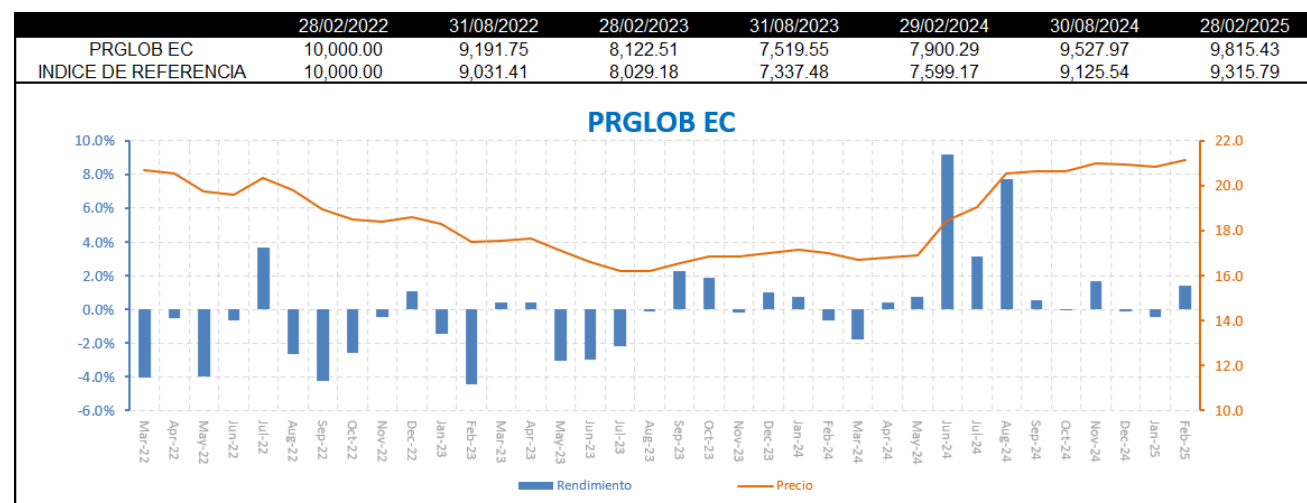 28/02/2022 31/08/2022 28/02/2023 31/08/2023 29/02/2024 30/08/2024 28/02/2025
PRGLOB EC 10,000.00 9,191.75 8,122.51 7,519.55 7,900.29 9,527.97 9,815.43
INDICE DE REFERENCIA 10,000.00 9,031.41 8,029.18 7,337.48 7,599.17 9,125.54 9,315.79
PRGLOB EC
10.0% 22.0
8.0% 20.0
6.0% 18.0
4.0%
2.0% 16.0
0.0% 14.0
-2.0%
-4.0% 12.0
-6.0% 10.0
Mar-22 Apr-22 May-22 Jun-22 Jul-22 Aug-22 Sep-22 Oct-22 Nov-22 Dec-22 Jan-23 Feb-23 Mar-23 Apr-23 May-23 Jun-23 Jul-23 Aug-23 Sep-23 Oct-23 Nov-23 Dec-23 Jan-24 Feb-24 Mar-24 Apr-24 May-24 Jun-24 Jul-24 Aug-24 Sep-24 Oct-24 Nov-24 Dec-24 Jan-25 Feb-25
Rendimiento Precio